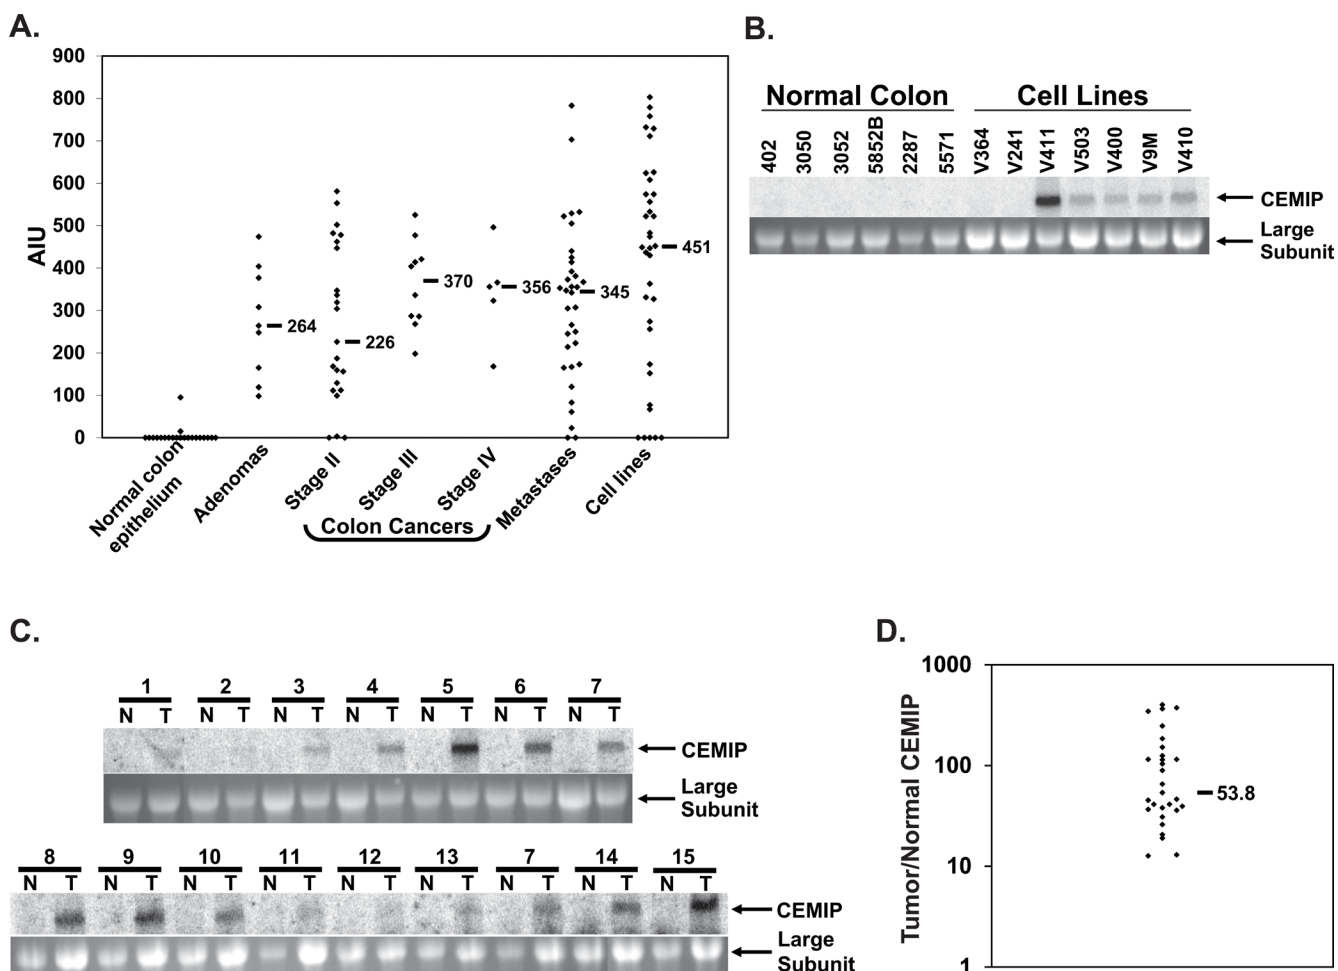 A.
900
800
700
600
500
400
300
200
100
0
AIU
264
226
370
356
345
451
Normal colon
epithelium
Adenomas
Stage II
Stage III
Stage IV
Metastases
Cell lines
Colon Cancers
B.
Normal Colon Cell Lines
402 3050 3052 5852B 2287 5571 V364 V241 V411 V503 V400 V9M V410
CEMIP
Large
Subunit
C.
1 2 3 4 5 6 7
N T N T N T N T N T N T N T
CEMIP
Large
Subunit
8 9 10 11 12 13 7 14 15
N T N T N T N T N T N T N T N T N T
CEMIP
Large
Subunit
D.
1000
100
10
1
Tumor/Normal CEMIP
53.8